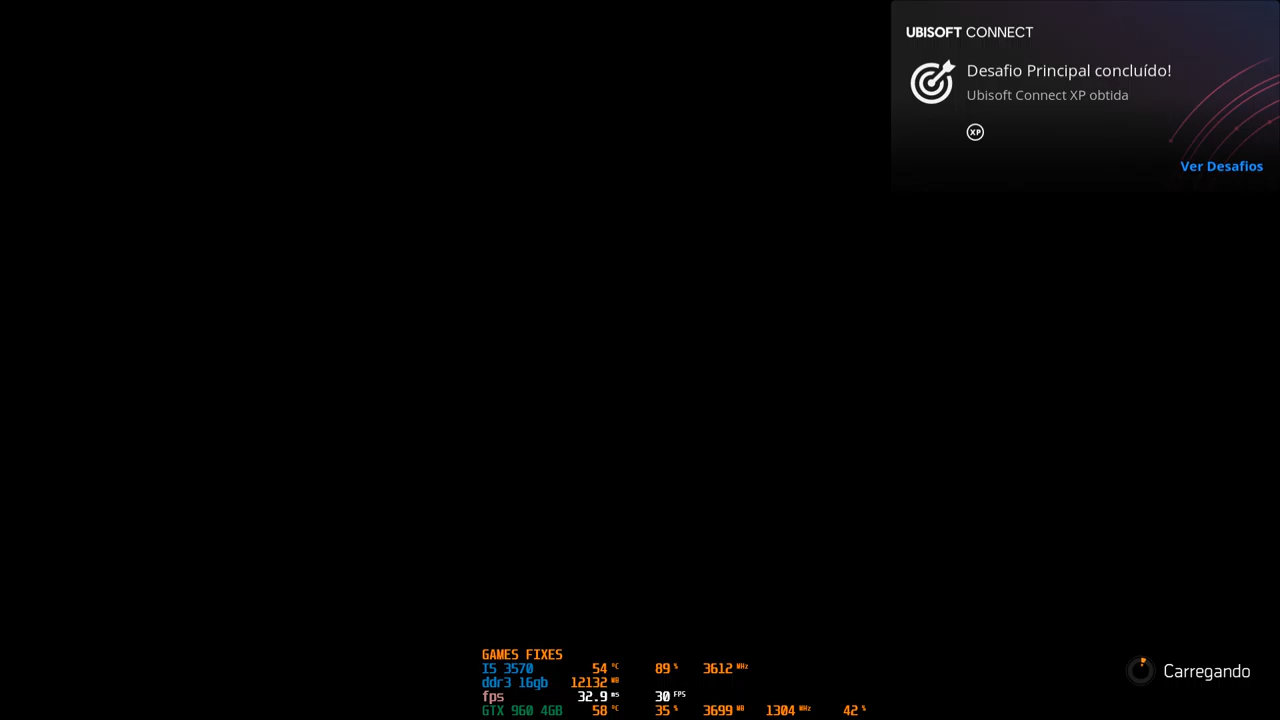 UBISOFT CONNECT
Desafio Principal concluído!
Ubisoft Connect XP obtida
XP
Ver Desafios
GAMES FIXES
I5 3570 54 °C 89 % 3612 MHz
ddr3 16gb 12132 MB
fps 32.9 ms 30 FPS
GTX 960 4GB 58 °C 35 % 3699 MB 1304 MHz 42 %
Carregando